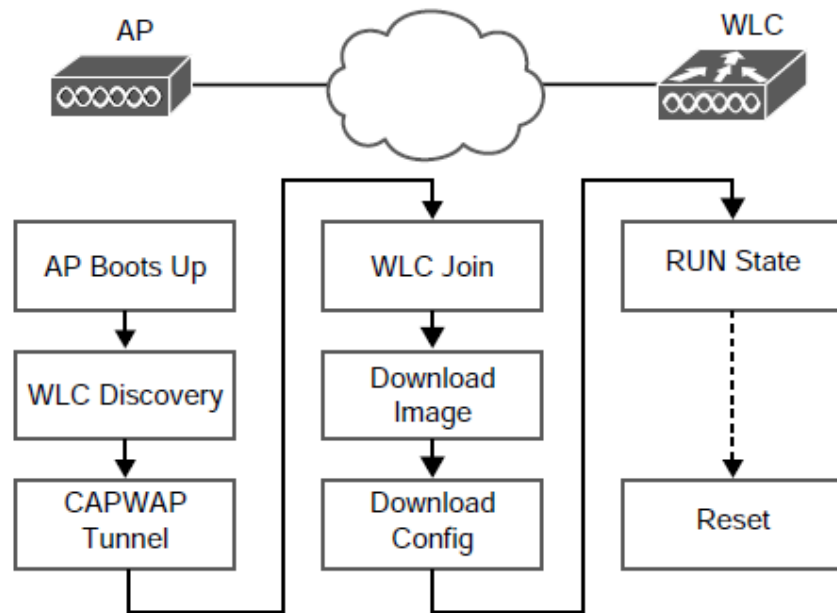 AP
WLC
AP Boots Up
WLC Discovery
CAPWAP
Tunnel
WLC Join
Download
Image
Download
Config
RUN State
Reset